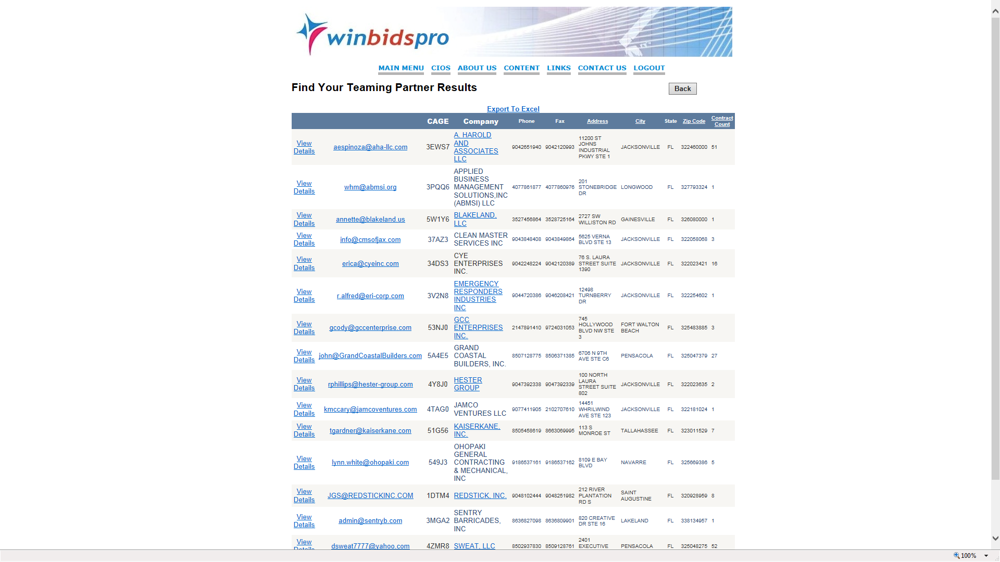 winbidspro
MAIN MENU CIOS ABOUT US CONTENT LINKS CONTACT US LOGOUT
Find Your Teaming Partner Results
Back
Export To Excel
CAGE Company Phone Fax Address City State Zip Code Contract
Count
View
Details
aespinoza@aha-llc.com
3EWS7
A. HAROLD
AND
ASSOCIATES
LLC
9042651940 9042120993
11200 ST
JOHNS
INDUSTRIAL
PKWY STE 1
JACKSONVILLE FL 322460000 51
View
Details
whm@abmsi.org
3PQQ6
APPLIED
BUSINESS
MANAGEMENT
SOLUTIONS,INC
(ABMSI) LLC
4077861877 4077860976
201
STONEBRIDGE
DR
LONGWOOD FL 327793324 1
View
Details
annette@blakeland.us
5W1Y6
BLAKELAND,
LLC
3527456864 3528725164
2727 SW
WILLISTON RD
GAINESVILLE FL 326080000 1
View
Details
info@cmsofjax.com
37AZ3
CLEAN MASTER
SERVICES INC
9043848408 9043849864
5625 VERNA
BLVD STE 13
JACKSONVILLE FL 322058068 3
View
Details
erica@cyeinc.com
34DS3
CYE
ENTERPRISES
INC.
9042248224 9042120389
76 S. LAURA
STREET SUITE
1390
JACKSONVILLE FL 322023421 16
View
Details
r.alfred@eri-corp.com
3V2N8
EMERGENCY
RESPONDERS
INDUSTRIES
INC
9044720386 9046208421
12498
TURNBERRY
DR
JACKSONVILLE FL 322254602 1
View
Details
gcody@gccenterprise.com
53NJ0
GCC
ENTERPRISES
INC.
2147891410 9724031053
745
HOLLYWOOD
BLVD NW STE
3
FORT WALTON
BEACH
FL 325483885 3
View
Details
john@GrandCoastalBuilders.com
5A4E5
GRAND
COASTAL
BUILDERS, INC.
8507128775 8506371385
6706 N 9TH
AVE STE C6
PENSACOLA FL 325047379 27
View
Details
rphillips@hester-group.com
4Y8J0
HESTER
GROUP
9047392338 9047392339
100 NORTH
LAURA
STREET SUITE
802
JACKSONVILLE FL 322023635 2
View
Details
kmccary@jamcoventures.com
4TAG0
JAMCO
VENTURES LLC
9077411905 2102707610
14451
WHRILWIND
AVE STE 123
JACKSONVILLE FL 322181024 1
View
Details
tgardner@kaiserkane.com
51G56
KAISERKANE,
INC.
8505458619 8663069995
113 S
MONROE ST
TALLAHASSEE FL 323011529 7
View
Details
lynn.white@ohopaki.com
549J3
OHOPAKI
GENERAL
CONTRACTING
& MECHANICAL,
INC
9186537161 9186537162
8109 E BAY
BLVD
NAVARRE FL 325669386 5
View
Details
JGS@REDSTICKINC.COM
1DTM4
REDSTICK, INC.
9048102444 9048251982
212 RIVER
PLANTATION
RD S
SAINT
AUGUSTINE
FL 320928959 8
View
Details
admin@sentryb.com
3MGA2
SENTRY
BARRICADES,
INC
8636827098 8636809901
820 CREATIVE
DR STE 16
LAKELAND FL 338134957 1
View
Details
dsweat7777@yahoo.com
4ZMR8
SWEAT, LLC
8502937830 8509128761
2401
EXECUTIVE
PENSACOLA FL 325048275 52
100%